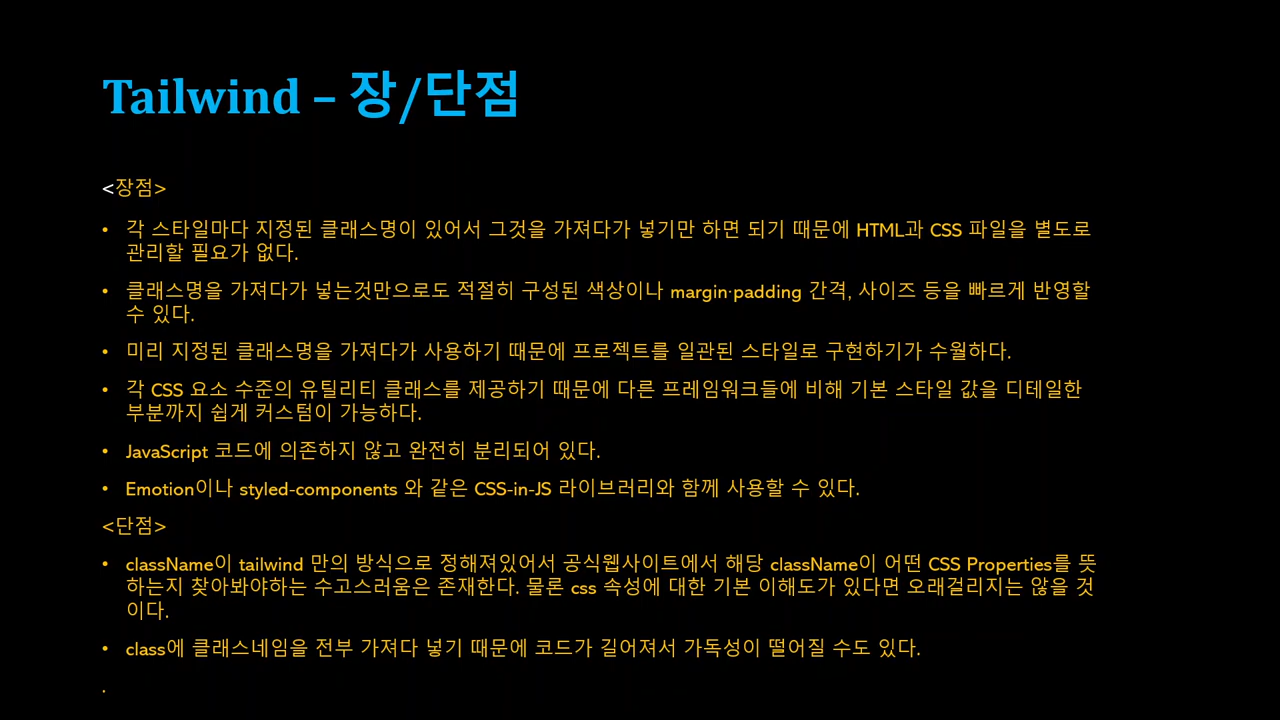 Tailwind – 장/단점
<장점>
• 각 스타일마다 지정된 클래스명이 있어서 그것을 가져다가 넣기만 하면 되기 때문에 HTML과 CSS 파일을 별도로
관리할 필요가 없다.
• 클래스명을 가져다가 넣는것만으로도 적절히 구성된 색상이나 margin·padding 간격, 사이즈 등을 빠르게 반영할
수 있다.
• 미리 지정된 클래스명을 가져다가 사용하기 때문에 프로젝트를 일관된 스타일로 구현하기가 수월하다.
• 각 CSS 요소 수준의 유틸리티 클래스를 제공하기 때문에 다른 프레임워크들에 비해 기본 스타일 값을 디테일한
부분까지 쉽게 커스텀이 가능하다.
• JavaScript 코드에 의존하지 않고 완전히 분리되어 있다.
• Emotion이나 styled-components 와 같은 CSS-in-JS 라이브러리와 함께 사용할 수 있다.
<단점>
• className이 tailwind 만의 방식으로 정해져있어서 공식웹사이트에서 해당 className이 어떤 CSS Properties를 뜻
하는지 찾아봐야하는 수고스러움은 존재한다. 물론 css 속성에 대한 기본 이해도가 있다면 오래걸리지는 않을 것
이다.
• class에 클래스네임을 전부 가져다 넣기 때문에 코드가 길어져서 가독성이 떨어질 수도 있다.
.